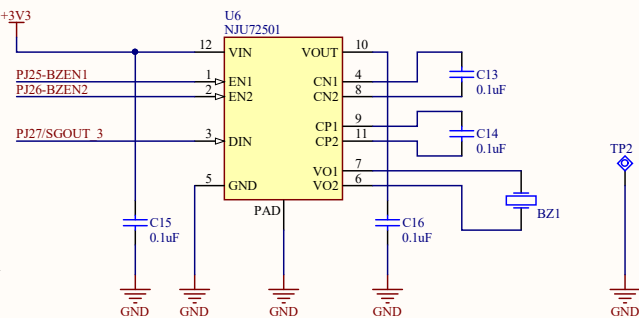 +3V3
U6
NJU72501
12 VIN VOUT 10
PJ25-BZEN1 1 EN1 CN1 4 C13
PJ26-BZEN2 2 EN2 CN2 8 0.1uF
CP1 9
PJ27/SGOUT_3 3 DIN CP2 11 C14
0.1uF
TP2
VO1 7
5 GND VO2 6
PAD
BZ1
C15 C16
0.1uF 0.1uF
GND GND GND GND GND